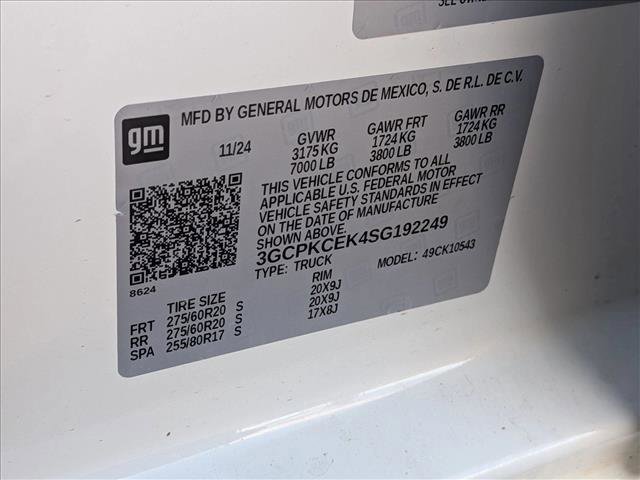 SEE OWNE
gm
MFD BY GENERAL MOTORS DE MEXICO, S. DE R.L. DE C.V.
11/24 GVWR GAWR FRT GAWR RR
3175 KG 1724 KG 1724 KG
7000 LB 3800 LB 3800 LB
THIS VEHICLE CONFORMS TO ALL
APPLICABLE U.S. FEDERAL MOTOR
VEHICLE SAFETY STANDARDS IN EFFECT
ON THE DATE OF MANUFACTURE
SHOWN ABOVE.
3GCPKCEK4SG192249
TYPE: TRUCK MODEL: 49CK10543
8624
TIRE SIZE RIM
FRT 275/60R20 S 20X9J
RR 275/60R20 S 20X9J
SPA 255/80R17 S 17X8J